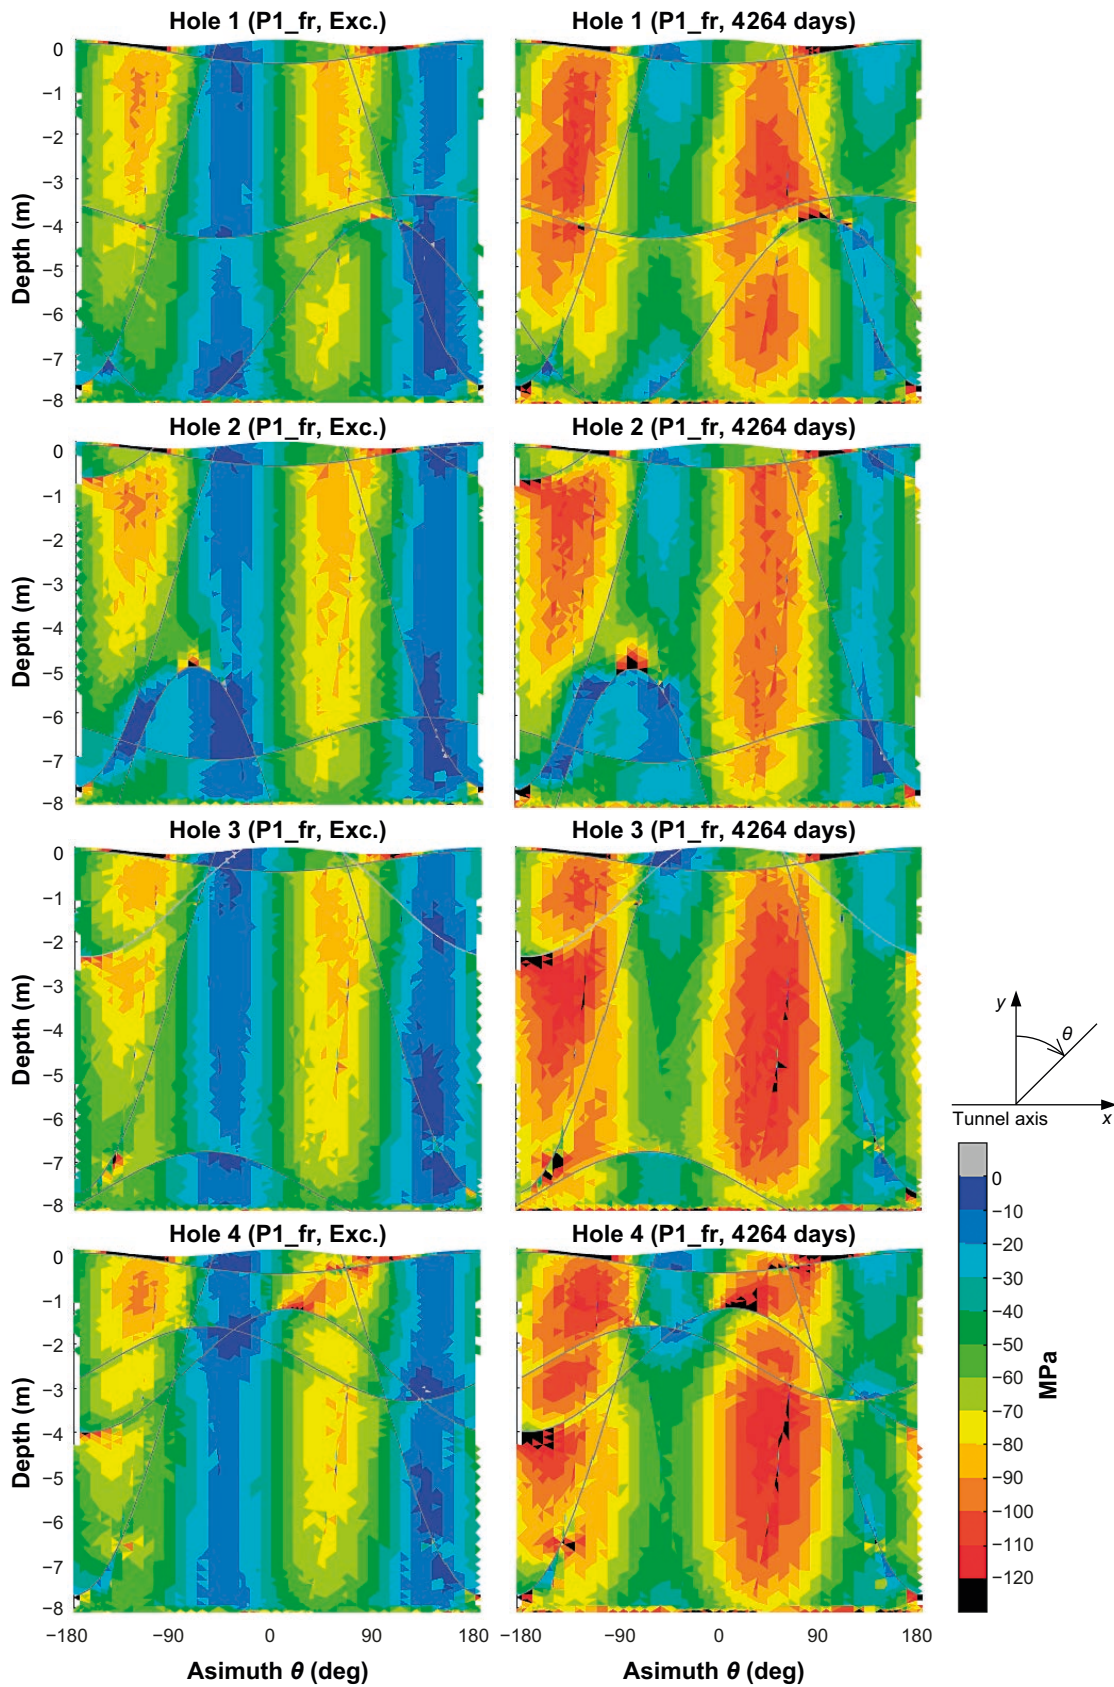 Hole 1 (P1_fr, Exc.)
Hole 1 (P1_fr, 4264 days)
Depth (m)
0
−1
−2
−3
−4
−5
−6
−7
−8
Hole 2 (P1_fr, Exc.)
Hole 2 (P1_fr, 4264 days)
Depth (m)
0
−1
−2
−3
−4
−5
−6
−7
−8
Hole 3 (P1_fr, Exc.)
Hole 3 (P1_fr, 4264 days)
Depth (m)
0
−1
−2
−3
−4
−5
−6
−7
−8
y
θ
Tunnel axis
x
Hole 4 (P1_fr, Exc.)
Hole 4 (P1_fr, 4264 days)
Depth (m)
0
−1
−2
−3
−4
−5
−6
−7
−8
0
−10
−20
−30
−40
−50
−60
−70
−80
−90
−100
−110
−120
MPa
−180 −90 0 90 180
−180 −90 0 90 180
Asimuth θ (deg)
Asimuth θ (deg)